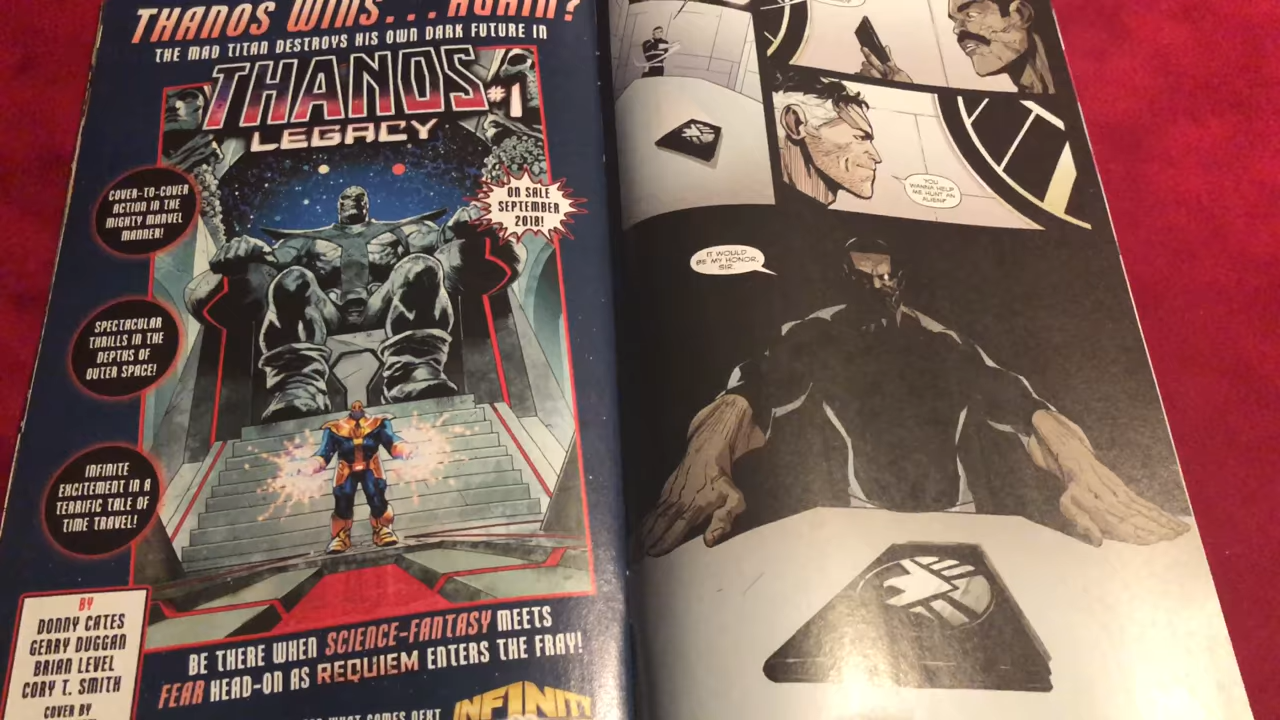 THANOS WINS...AGAIN?
THE MAD TITAN DESTROYS HIS OWN DARK FUTURE IN
THANOS
#1
LEGACY
ON SALE
SEPTEMBER
2018!
COVER-TO-COVER
ACTION IN THE
MIGHTY MARVEL
MANNER!
SPECTACULAR
THRILLS IN THE
DEPTHS OF
OUTER SPACE!
INFINITE
EXCITEMENT IN A
TERRIFIC TALE OF
TIME TRAVEL!
BY
DONNY CATES
GERRY DUGGAN
BRIAN LEVEL
CORY T. SMITH
COVER BY
BE THERE WHEN SCIENCE-FANTASY MEETS
FEAR HEAD-ON AS REQUIEM ENTERS THE FRAY!
WHAT COMES NEXT
INFINITY
YOU
WANNA HELP
ME HUNT AN
ALIEN?
IT WOULD
BE MY HONOR,
SIR.